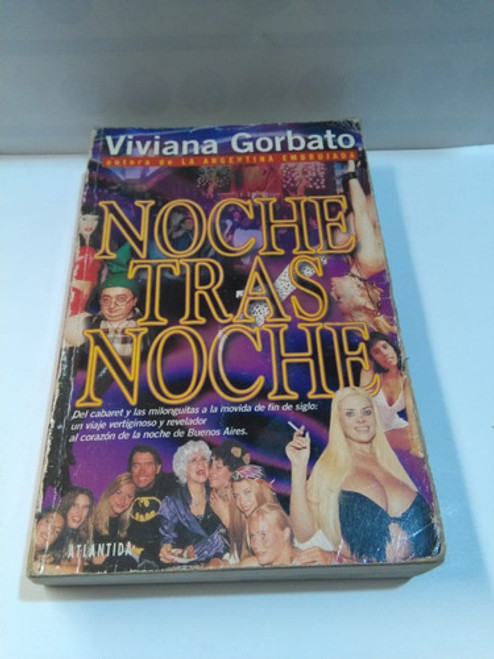 Viviana Gorbato
autora de LA ARGENTINA EMBRUJADA
NOCHE
TRAS
NOCHE
Del cabaret y las milonguitas a la movida de fin de siglo:
un viaje vertiginoso y revelador
al corazón de la noche de Buenos Aires.
ATLANTIDA